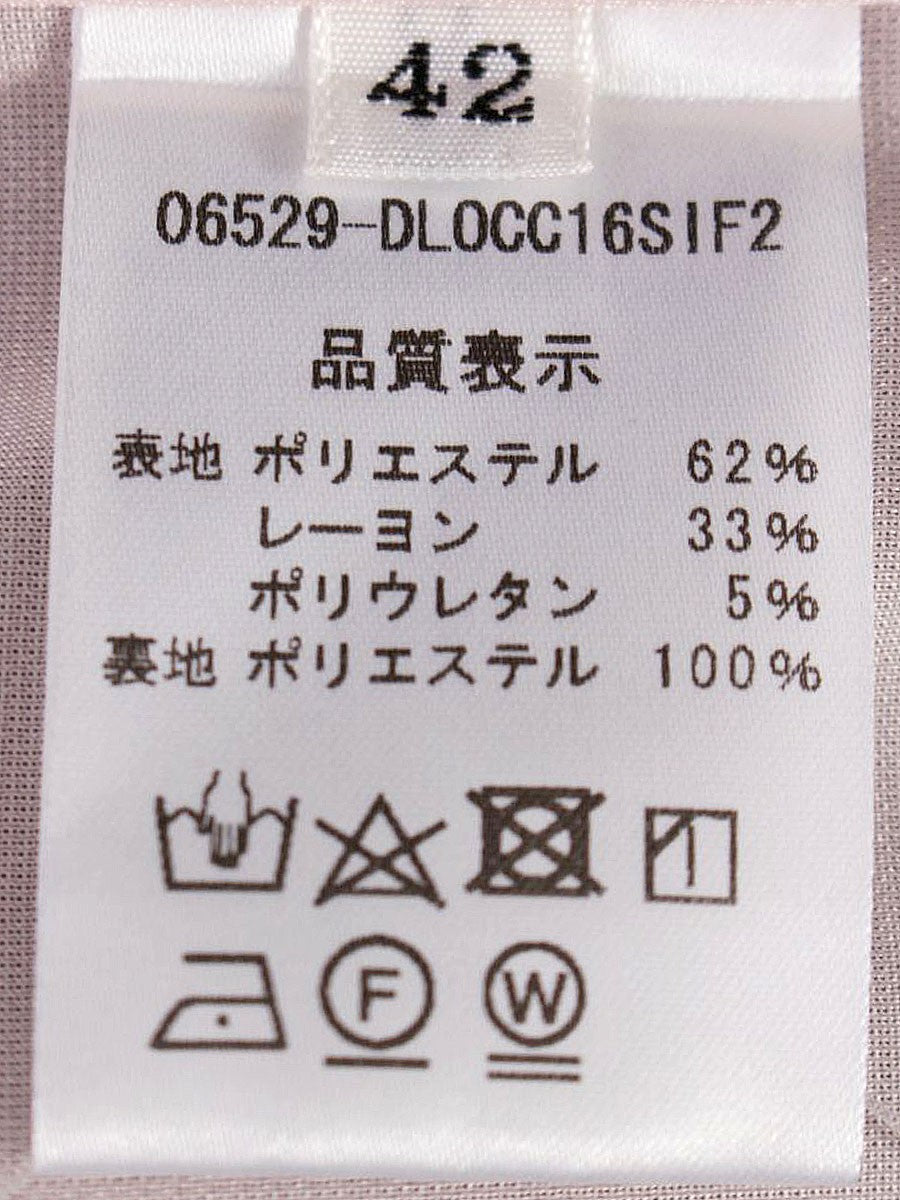 42
06529-DLOCC16SIF2
品質表示
表地 ポリエステル 62%
レーヨン 33%
ポリウレタン 5%
裏地 ポリエステル 100%
F W